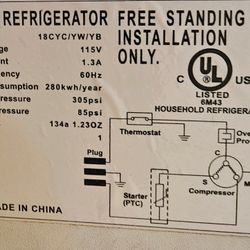 REFRIGERATOR
18CYC/YW/YB
115V
1.3A
60Hz
280kwh/year
305psi
85psi
134a 1.23OZ
1
ADE IN CHINA
FREE STANDING
INSTALLATION
ONLY.
C UL US
LISTED
6M43
HOUSEHOLD REFRIGERA
Thermostat
Plug
Starter
(PTC)
Compressor
S
M
C